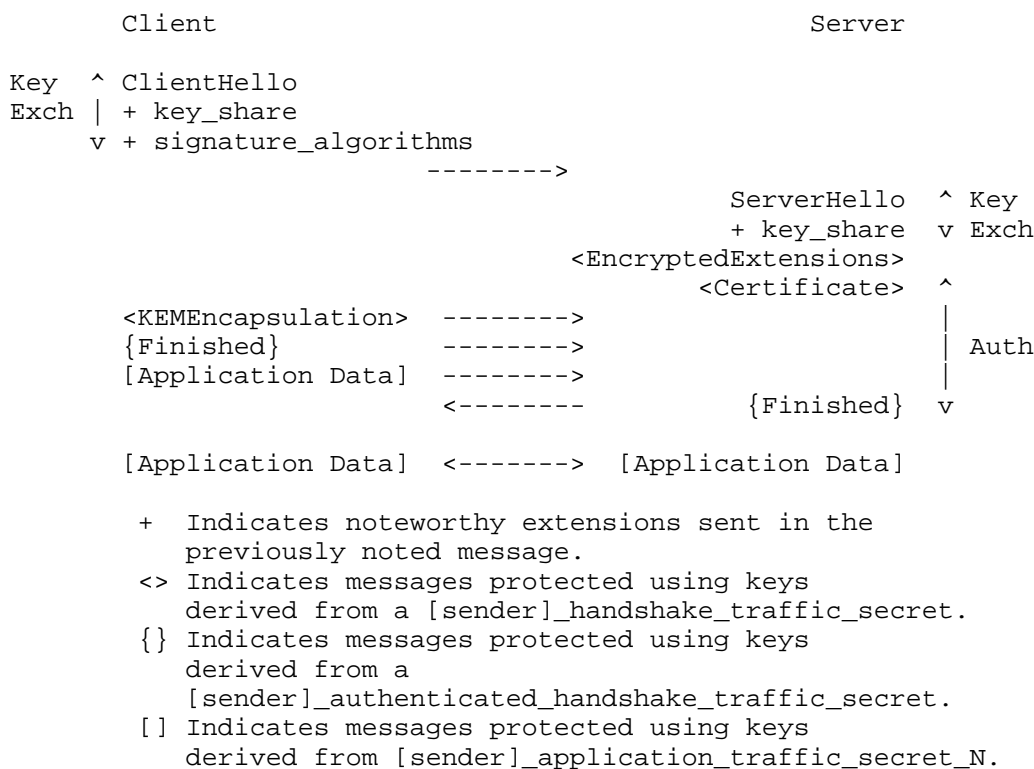 Client                                     Server

Key  ^ ClientHello
Exch | + key_share
     v + signature_algorithms
                         -------->
                                             ServerHello  ^ Key
                                             + key_share  v Exch
                                   <EncryptedExtensions>
                                           <Certificate>  ^
       <KEMEncapsulation>  -------->                      |
       {Finished}          -------->                      | Auth
       [Application Data]  -------->                      |
                           <--------          {Finished}  v

       [Application Data]  <------->  [Application Data]

        +  Indicates noteworthy extensions sent in the
           previously noted message.
        <> Indicates messages protected using keys
           derived from a [sender]_handshake_traffic_secret.
        {} Indicates messages protected using keys
           derived from a
           [sender]_authenticated_handshake_traffic_secret.
        [] Indicates messages protected using keys
           derived from [sender]_application_traffic_secret_N.